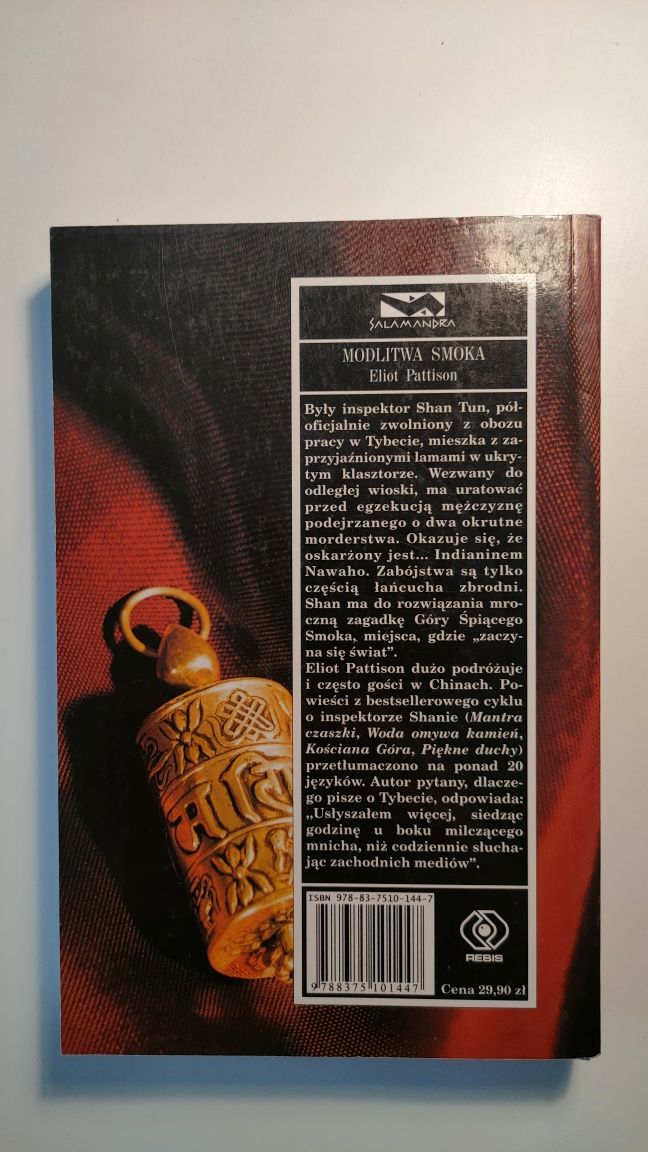 SALAMANDRA
MODLITWA SMOKA
Eliot Pattison
Były inspektor Shan Tun, pół-
oficjalnie zwolniony z obozu
pracy w Tybecie, mieszka z za-
przyjaźnionymi lamami w ukry-
tym klasztorze. Wezwany do
odległej wioski, ma uratować
przed egzekucją mężczyznę
podejrzanego o dwa okrutne
morderstwa. Okazuje się, że
oskarżony jest... Indianinem
Nawaho. Zabójstwa są tylko
częścią łańcucha zbrodni.
Shan ma do rozwiązania mro-
czną zagadkę Góry Śpiącego
Smoka, miejsca, gdzie „zaczy-
na się świat”.
Eliot Pattison dużo podróżuje
i często gości w Chinach. Po-
wieści z bestsellerowego cyklu
o inspektorze Shanie (Mantra
czaszki, Woda omywa kamień,
Kościana Góra, Piękne duchy)
przetłumaczono na ponad 20
języków. Autor pytany, dlacze-
go pisze o Tybecie, odpowiada:
„Usłyszałem więcej, siedząc
godzinę u boku milczącego
mnicha, niż codziennie słucha-
jąc zachodnich mediów”.
ISBN 978-83-7510-144-7
9 788375 101447
REBIS
Cena 29,90 zł